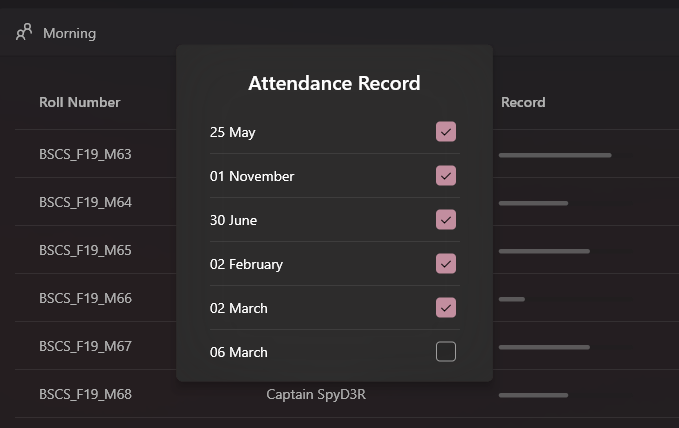 Morning
Attendance Record
Roll Number
Record
25 May
01 November
30 June
02 February
02 March
06 March
BSCS_F19_M63
BSCS_F19_M64
BSCS_F19_M65
BSCS_F19_M66
BSCS_F19_M67
BSCS_F19_M68 Captain SpyD3R